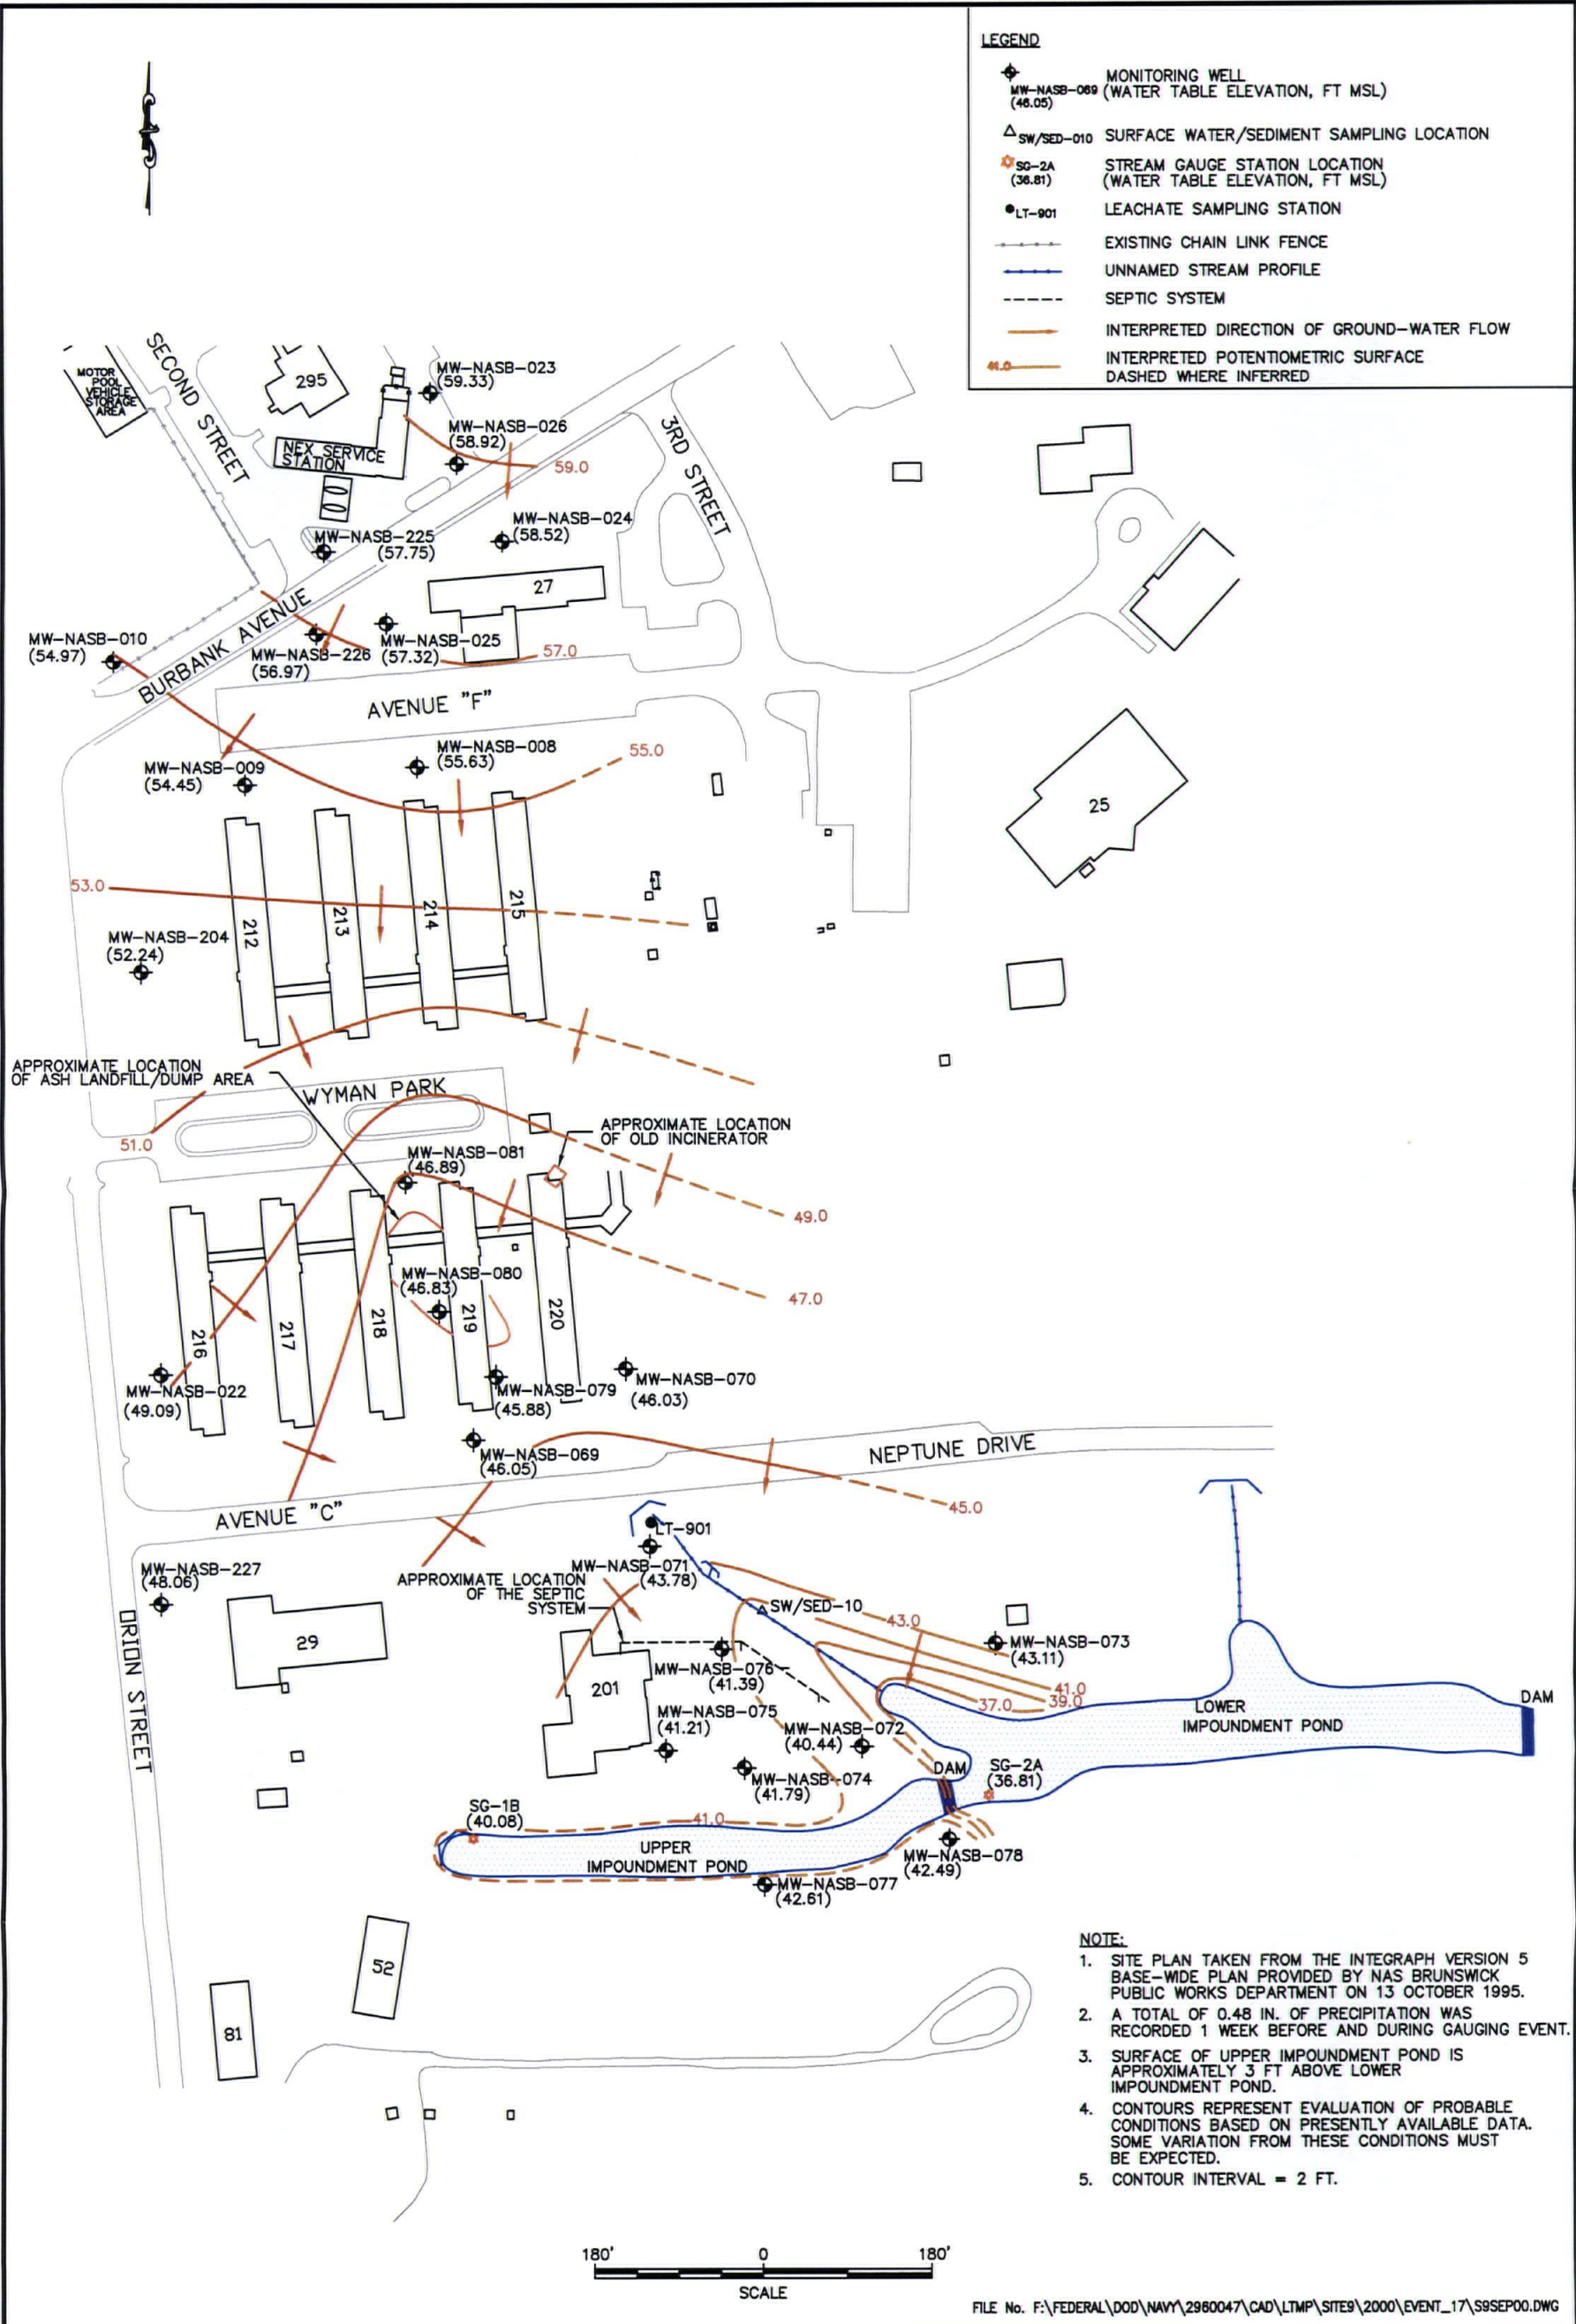 LEGEND
MONITORING WELL
MW-NASB-069 (WATER TABLE ELEVATION, FT MSL)
(46.05)
SW/SED-010 SURFACE WATER/SEDIMENT SAMPLING LOCATION
SG-2A STREAM GAUGE STATION LOCATION
(36.81) (WATER TABLE ELEVATION, FT MSL)
LT-901 LEACHATE SAMPLING STATION
EXISTING CHAIN LINK FENCE
UNNAMED STREAM PROFILE
SEPTIC SYSTEM
INTERPRETED DIRECTION OF GROUND-WATER FLOW
41.0 INTERPRETED POTENTIOMETRIC SURFACE
DASHED WHERE INFERRED
MOTOR
POOL
VEHICLE
STORAGE
AREA
SECOND STREET
295
MW-NASB-023
(59.33)
MW-NASB-026
(58.92)
NEX SERVICE
STATION
59.0
3RD STREET
MW-NASB-024
(58.52)
MW-NASB-225
(57.75)
27
BURBANK AVENUE
MW-NASB-010
(54.97)
MW-NASB-025
(57.32)
MW-NASB-226
(56.97)
57.0
AVENUE "F"
MW-NASB-008
(55.63)
55.0
MW-NASB-009
(54.45)
25
53.0
212
213
214
215
MW-NASB-204
(52.24)
APPROXIMATE LOCATION
OF ASH LANDFILL/DUMP AREA
WYMAN PARK
51.0
APPROXIMATE LOCATION
OF OLD INCINERATOR
MW-NASB-081
(46.89)
49.0
MW-NASB-080
(46.83)
47.0
216
217
218
219
220
MW-NASB-022
(49.09)
MW-NASB-079
(45.88)
MW-NASB-070
(46.03)
MW-NASB-069
(46.05)
NEPTUNE DRIVE
45.0
AVENUE "C"
LT-901
MW-NASB-227
(48.06)
MW-NASB-071
(43.78)
APPROXIMATE LOCATION
OF THE SEPTIC
SYSTEM
SW/SED-10
43.0
ORION STREET
29
MW-NASB-073
(43.11)
MW-NASB-076
(41.39)
201
41.0
39.0
37.0
LOWER
IMPOUNDMENT POND
DAM
MW-NASB-075
(41.21)
MW-NASB-072
(40.44)
MW-NASB-074
(41.79)
DAM
SG-2A
(36.81)
SG-1B
(40.08)
41.0
UPPER
IMPOUNDMENT POND
MW-NASB-078
(42.49)
MW-NASB-077
(42.61)
52
81
NOTE:
1. SITE PLAN TAKEN FROM THE INTEGRAPH VERSION 5
BASE-WIDE PLAN PROVIDED BY NAS BRUNSWICK
PUBLIC WORKS DEPARTMENT ON 13 OCTOBER 1995.
2. A TOTAL OF 0.48 IN. OF PRECIPITATION WAS
RECORDED 1 WEEK BEFORE AND DURING GAUGING EVENT.
3. SURFACE OF UPPER IMPOUNDMENT POND IS
APPROXIMATELY 3 FT ABOVE LOWER
IMPOUNDMENT POND.
4. CONTOURS REPRESENT EVALUATION OF PROBABLE
CONDITIONS BASED ON PRESENTLY AVAILABLE DATA.
SOME VARIATION FROM THESE CONDITIONS MUST
BE EXPECTED.
5. CONTOUR INTERVAL = 2 FT.
180' 0 180'
SCALE
FILE No. F:\FEDERAL\DOD\NAVY\2960047\CAD\LTMP\SITE9\2000\EVENT_17\S9SEP00.DWG